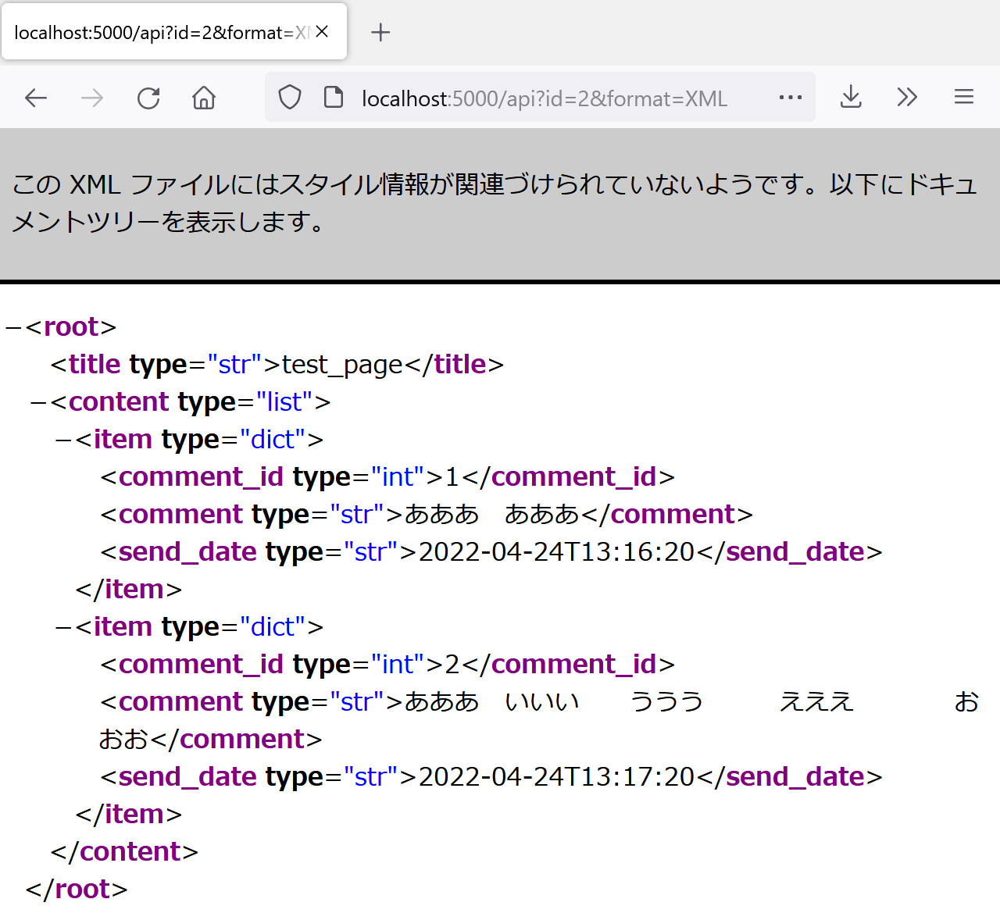 localhost:5000/api?id=2&format=XM
localhost:5000/api?id=2&format=XML
この XML ファイルにはスタイル情報が関連づけられていないようです。以下にドキュ
メントツリーを表示します。
−<root>
<title type="str">test_page</title>
−<content type="list">
−<item type="dict">
<comment_id type="int">1</comment_id>
<comment type="str">あああ　あああ</comment>
<send_date type="str">2022-04-24T13:16:20</send_date>
</item>
−<item type="dict">
<comment_id type="int">2</comment_id>
<comment type="str">あああ　いいい　　ううう　　　えええ　　　　お
おお</comment>
<send_date type="str">2022-04-24T13:17:20</send_date>
</item>
</content>
</root>